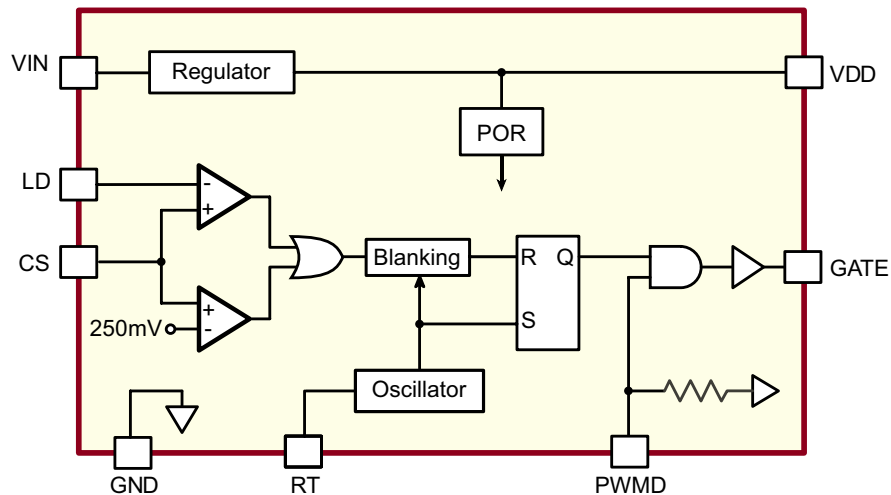 VIN
Regulator
VDD
POR
LD
-
+
CS
Blanking
R Q
GATE
+
250mV
-
S
Oscillator
GND
RT
PWMD